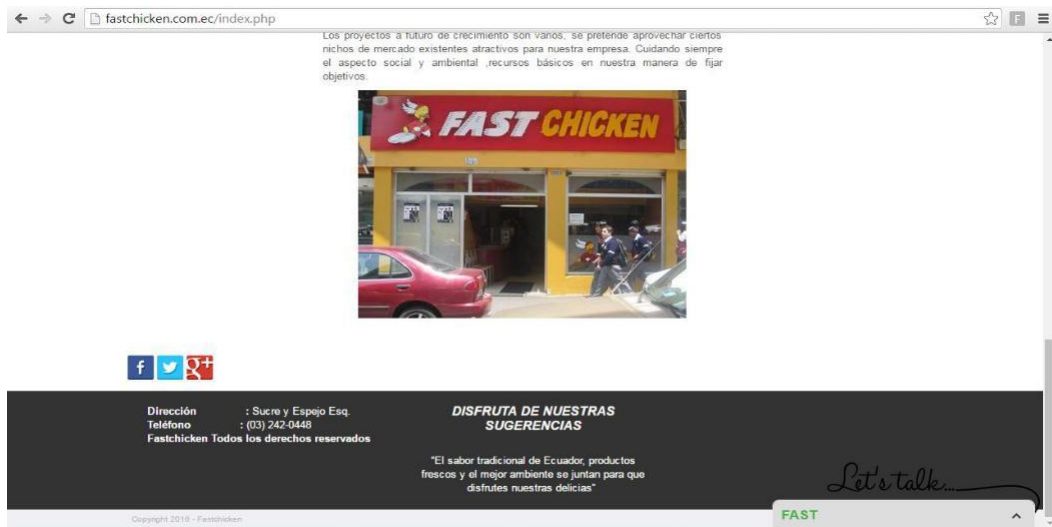 fastchicken.com.ec/index.php
F
Los proyectos a futuro de crecimiento son varios, se pretende aprovechar ciertos
nichos de mercado existentes atractivos para nuestra empresa. Cuidando siempre
el aspecto social y ambiental ,recursos básicos en nuestra manera de fijar
objetivos.
FAST CHICKEN
f g+
Dirección : Sucre y Espejo Esq.
Teléfono : (03) 242-0448
Fastchicken Todos los derechos reservados
DISFRUTA DE NUESTRAS
SUGERENCIAS
"El sabor tradicional de Ecuador, productos
frescos y el mejor ambiente se juntan para que
disfrutes nuestras delicias"
Let's talk...
FAST
Copyright 2019 - Fastchicken